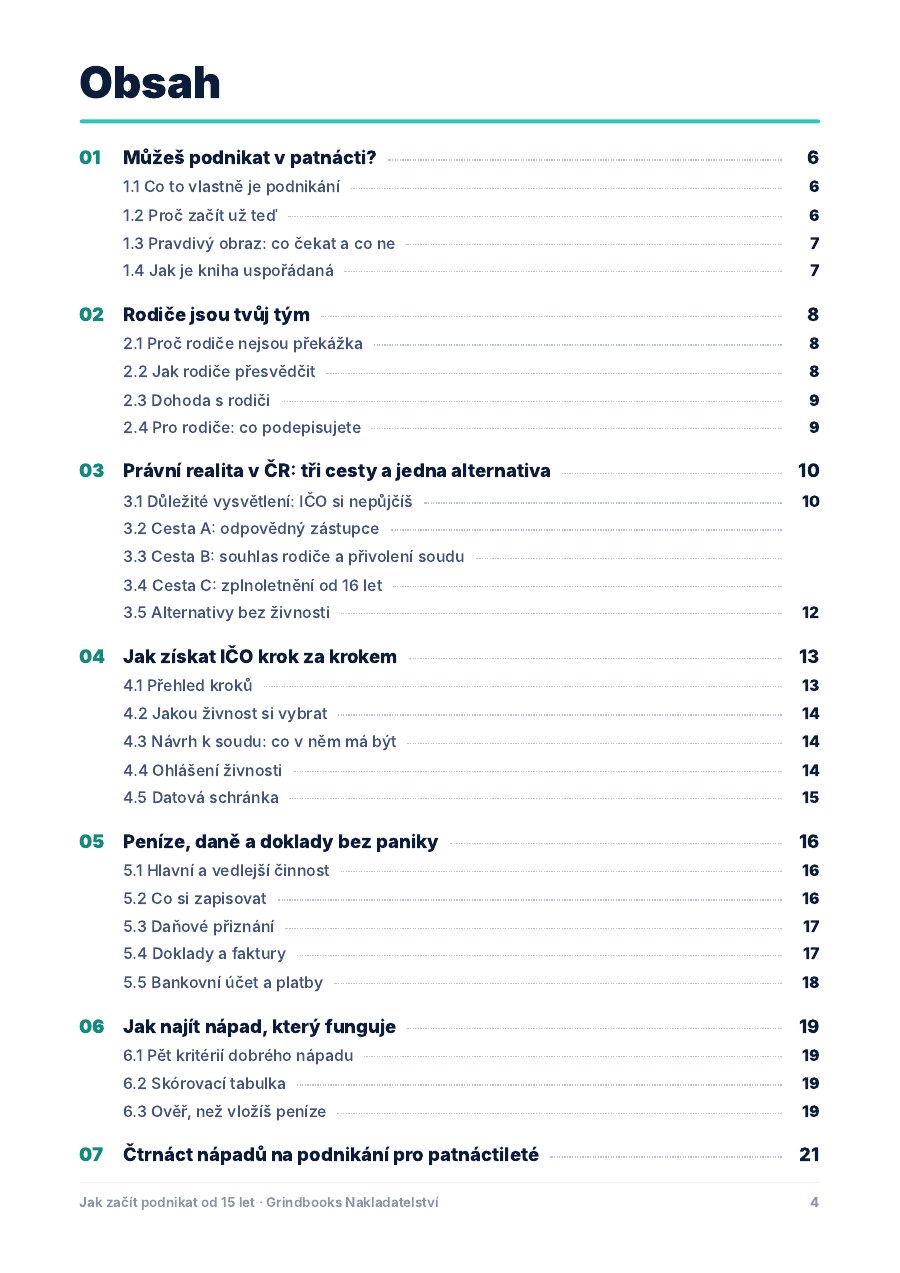 Obsah
01 Můžeš podnikat v patnácti? 6
1.1 Co to vlastně je podnikání 6
1.2 Proč začít už teď 6
1.3 Pravdivý obraz: co čekat a co ne 7
1.4 Jak je kniha uspořádaná 7
02 Rodiče jsou tvůj tým 8
2.1 Proč rodiče nejsou překážka 8
2.2 Jak rodiče přesvědčit 8
2.3 Dohoda s rodiči 9
2.4 Pro rodiče: co podepisujete 9
03 Právní realita v ČR: tři cesty a jedna alternativa 10
3.1 Důležité vysvětlení: IČO si nepůjčíš 10
3.2 Cesta A: odpovědný zástupce
3.3 Cesta B: souhlas rodiče a přivolení soudu
3.4 Cesta C: zplnoletnění od 16 let
3.5 Alternativy bez živnosti 12
04 Jak získat IČO krok za krokem 13
4.1 Přehled kroků 13
4.2 Jakou živnost si vybrat 14
4.3 Návrh k soudu: co v něm má být 14
4.4 Ohlášení živnosti 14
4.5 Datová schránka 15
05 Peníze, daně a doklady bez paniky 16
5.1 Hlavní a vedlejší činnost 16
5.2 Co si zapisovat 16
5.3 Daňové přiznání 17
5.4 Doklady a faktury 17
5.5 Bankovní účet a platby 18
06 Jak najít nápad, který funguje 19
6.1 Pět kritérií dobrého nápadu 19
6.2 Skórovací tabulka 19
6.3 Ověř, než vložíš peníze 19
07 Čtrnáct nápadů na podnikání pro patnáctileté 21
Jak začít podnikat od 15 let · Grindbooks Nakladatelství 4